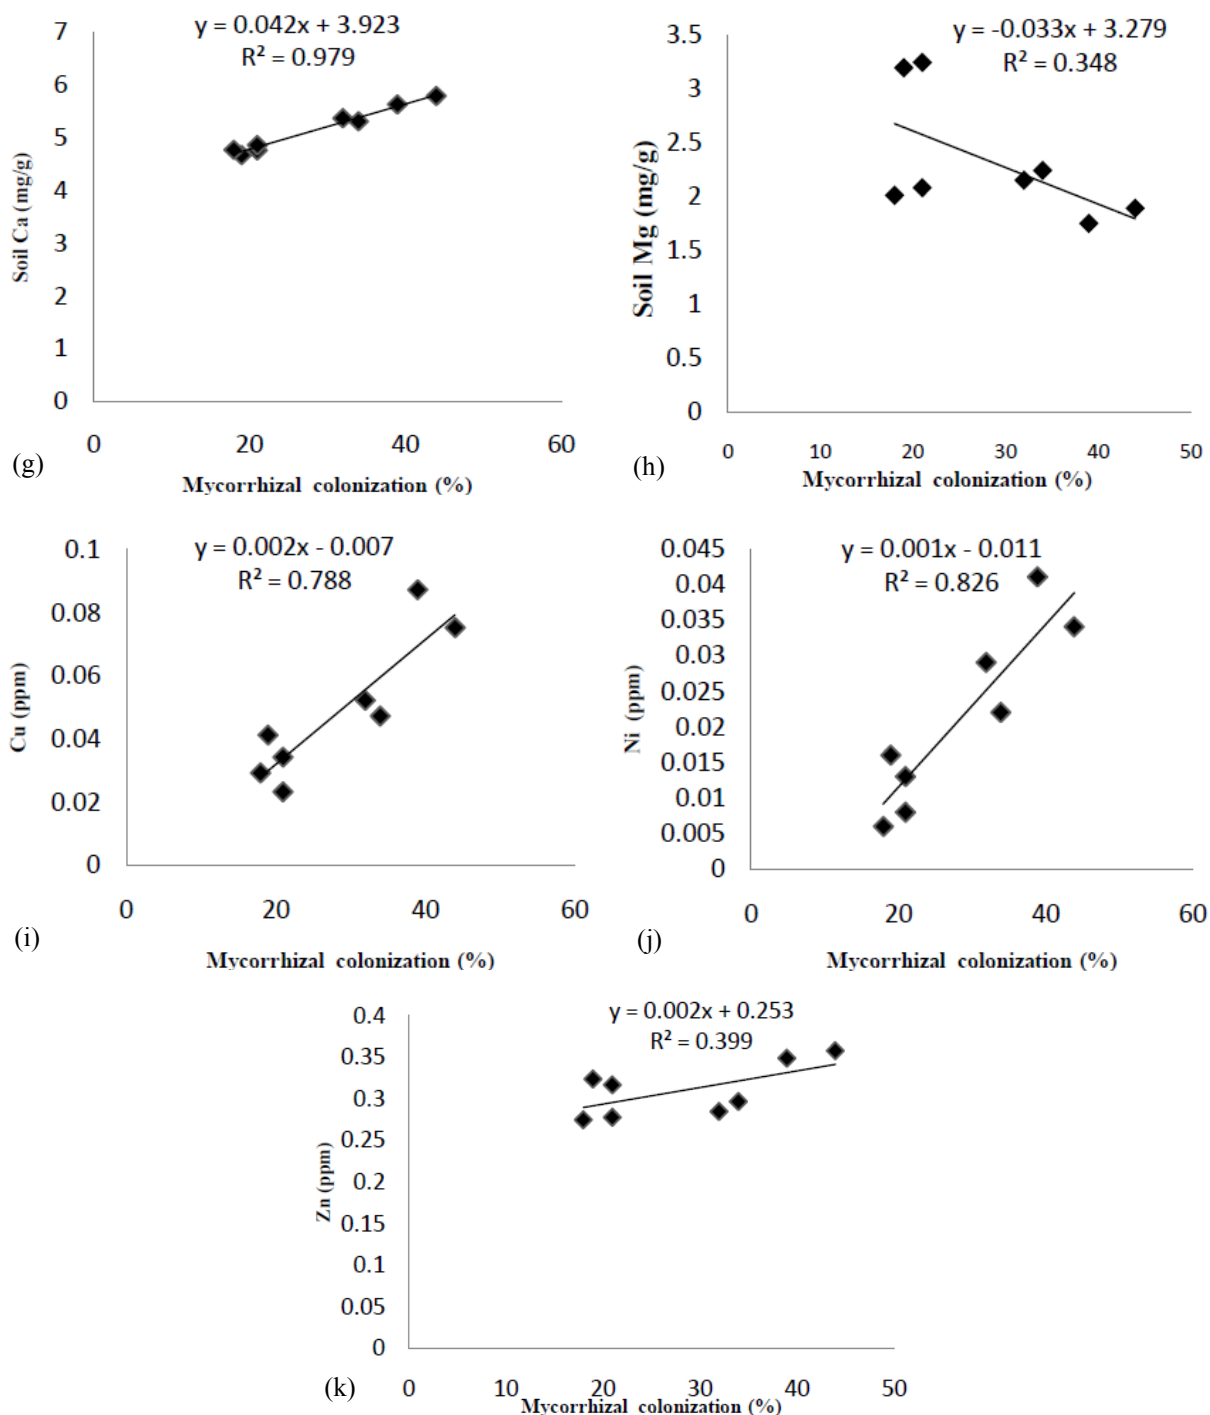 y = 0.042x + 3.923
R² = 0.979
7
6
5
4
3
2
1
0
0
20
40
60
Soil Ca (mg/g)
Mycorrhizal colonization (%)
(g)
y = -0.033x + 3.279
R² = 0.348
3.5
3
2.5
2
1.5
1
0.5
0
0
10
20
30
40
50
Soil Mg (mg/g)
Mycorrhizal colonization (%)
(h)
y = 0.002x - 0.007
R² = 0.788
0.1
0.08
0.06
0.04
0.02
0
0
20
40
60
Cu (ppm)
Mycorrhizal colonization (%)
(i)
y = 0.001x - 0.011
R² = 0.826
0.045
0.04
0.035
0.03
0.025
0.02
0.015
0.01
0.005
0
0
20
40
60
Ni (ppm)
Mycorrhizal colonization (%)
(j)
y = 0.002x + 0.253
R² = 0.399
0.4
0.35
0.3
0.25
0.2
0.15
0.1
0.05
0
0
10
20
30
40
50
Zn (ppm)
Mycorrhizal colonization (%)
(k)